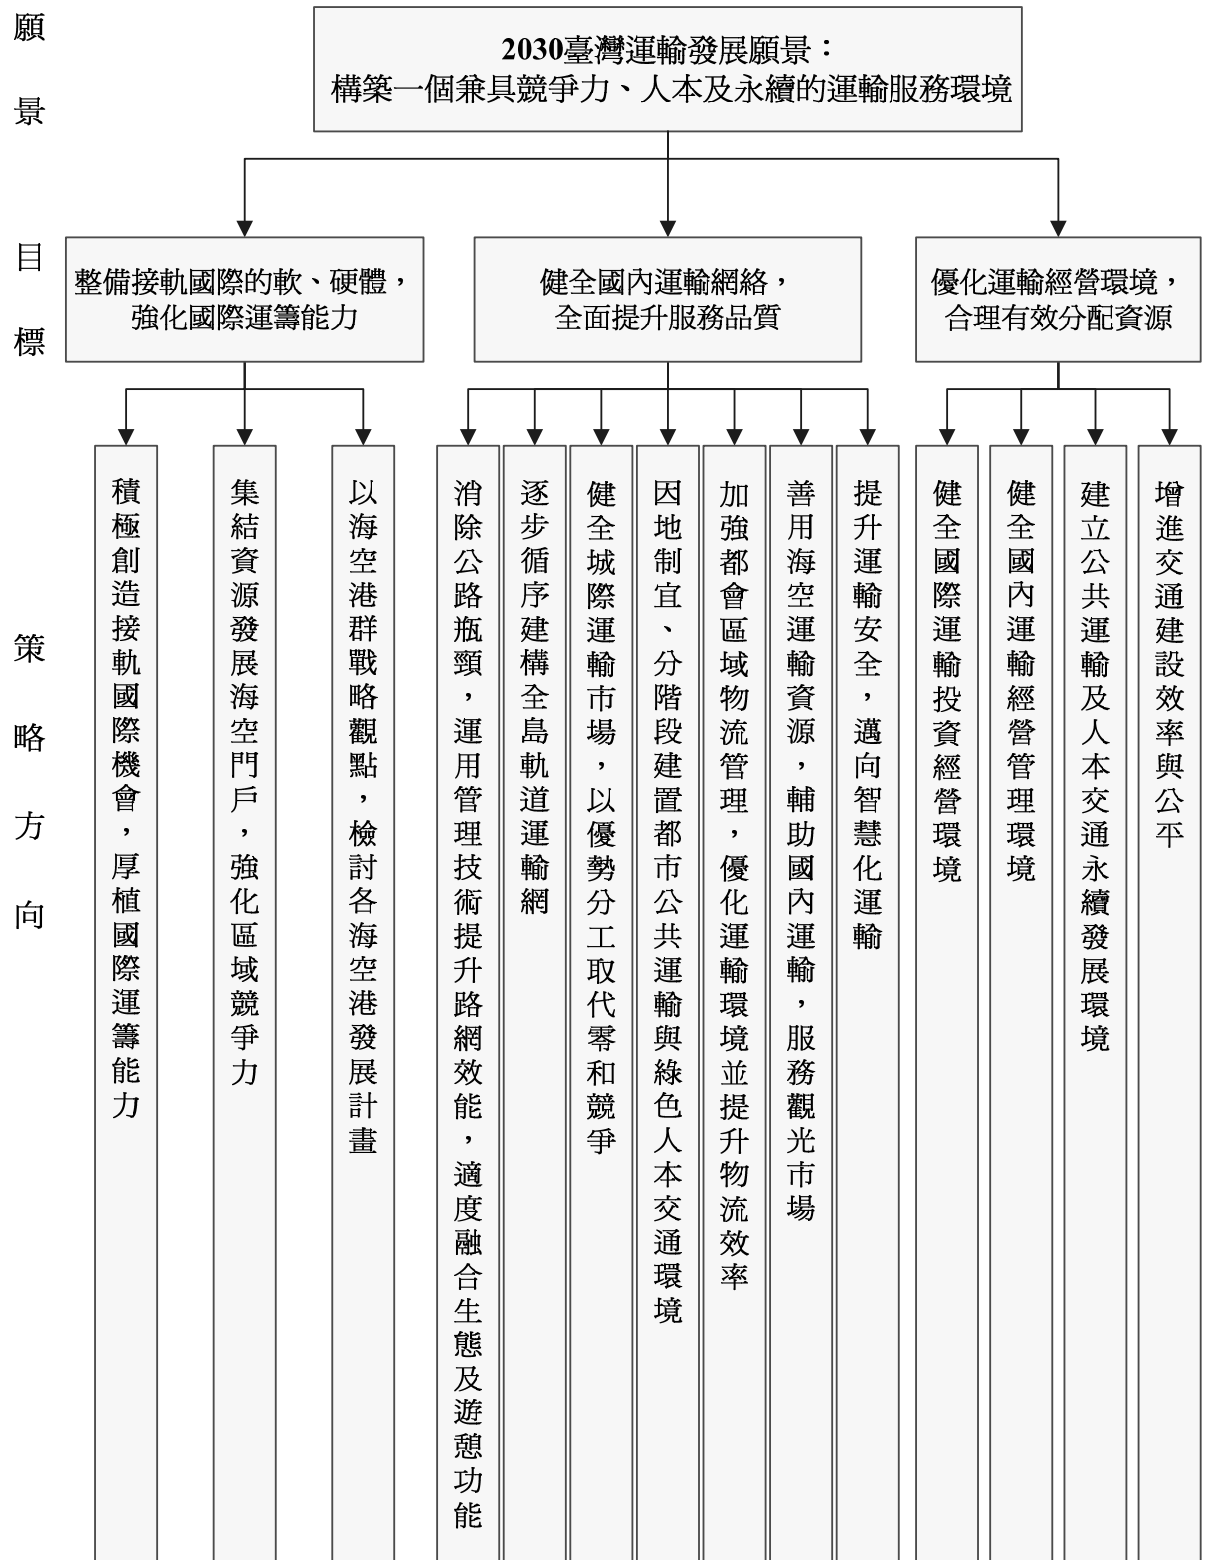 願景
2030臺灣運輸發展願景：
構築一個兼具競爭力、人本及永續的運輸服務環境
目標
整備接軌國際的軟、硬體，
強化國際運籌能力
健全國內運輸網絡，
全面提升服務品質
優化運輸經營環境，
合理有效分配資源
策略方向
積極創造接軌國際機會，厚植國際運籌能力
集結資源發展海空門戶，強化區域競爭力
以海空港群戰略觀點，檢討各海空港發展計畫
消除公路瓶頸，運用管理技術提升路網效能，適度融合生態及遊憩功能
逐步循序建構全島軌道運輸網
健全城際運輸市場，以優勢分工取代零和競爭
因地制宜、分階段建置都市公共運輸與綠色人本交通環境
加強都會區域物流管理，優化運輸環境並提升物流效率
善用海空運輸資源，輔助國內運輸，服務觀光市場
提升運輸安全，邁向智慧化運輸
健全國際運輸投資經營環境
健全國內運輸經營管理環境
建立公共運輸及人本交通永續發展環境
增進交通建設效率與公平